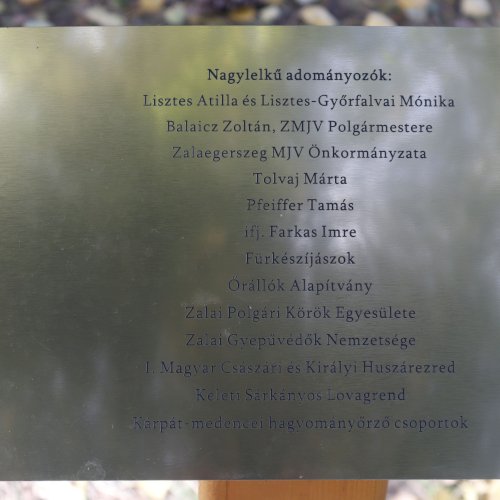 Nagylelkű adományozók:
Lisztes Atilla és Lisztes-Győrfalvai Mónika
Balaicz Zoltán, ZMJV Polgármestere
Zalaegerszeg MJV Önkormányzata
Tolvaj Márta
Pfeiffer Tamás
ifj. Farkas Imre
Fürkészíjászok
Őrállók Alapítvány
Zalai Polgári Körök Egyesülete
Zalai Gyepűvédők Nemzetsége
I. Magyar Császári és Királyi Huszárezred
Keleti Sárkányos Lovagrend
Kárpát-medencei hagyományőrző csoportok